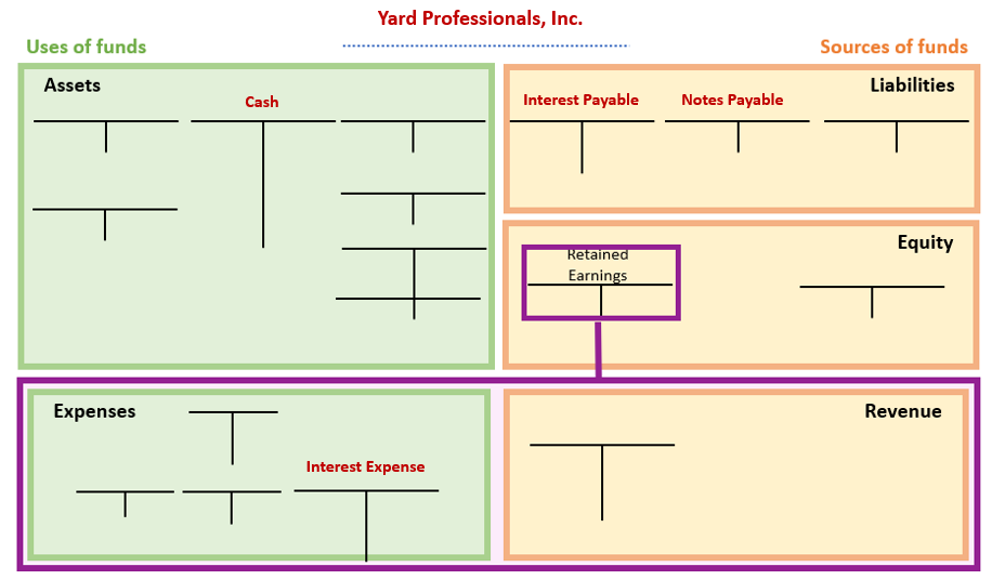 Yard Professionals, Inc.
Uses of funds
Sources of funds
Assets
Cash
Interest Payable
Notes Payable
Liabilities
Equity
Retained
Earnings
Expenses
Interest Expense
Revenue